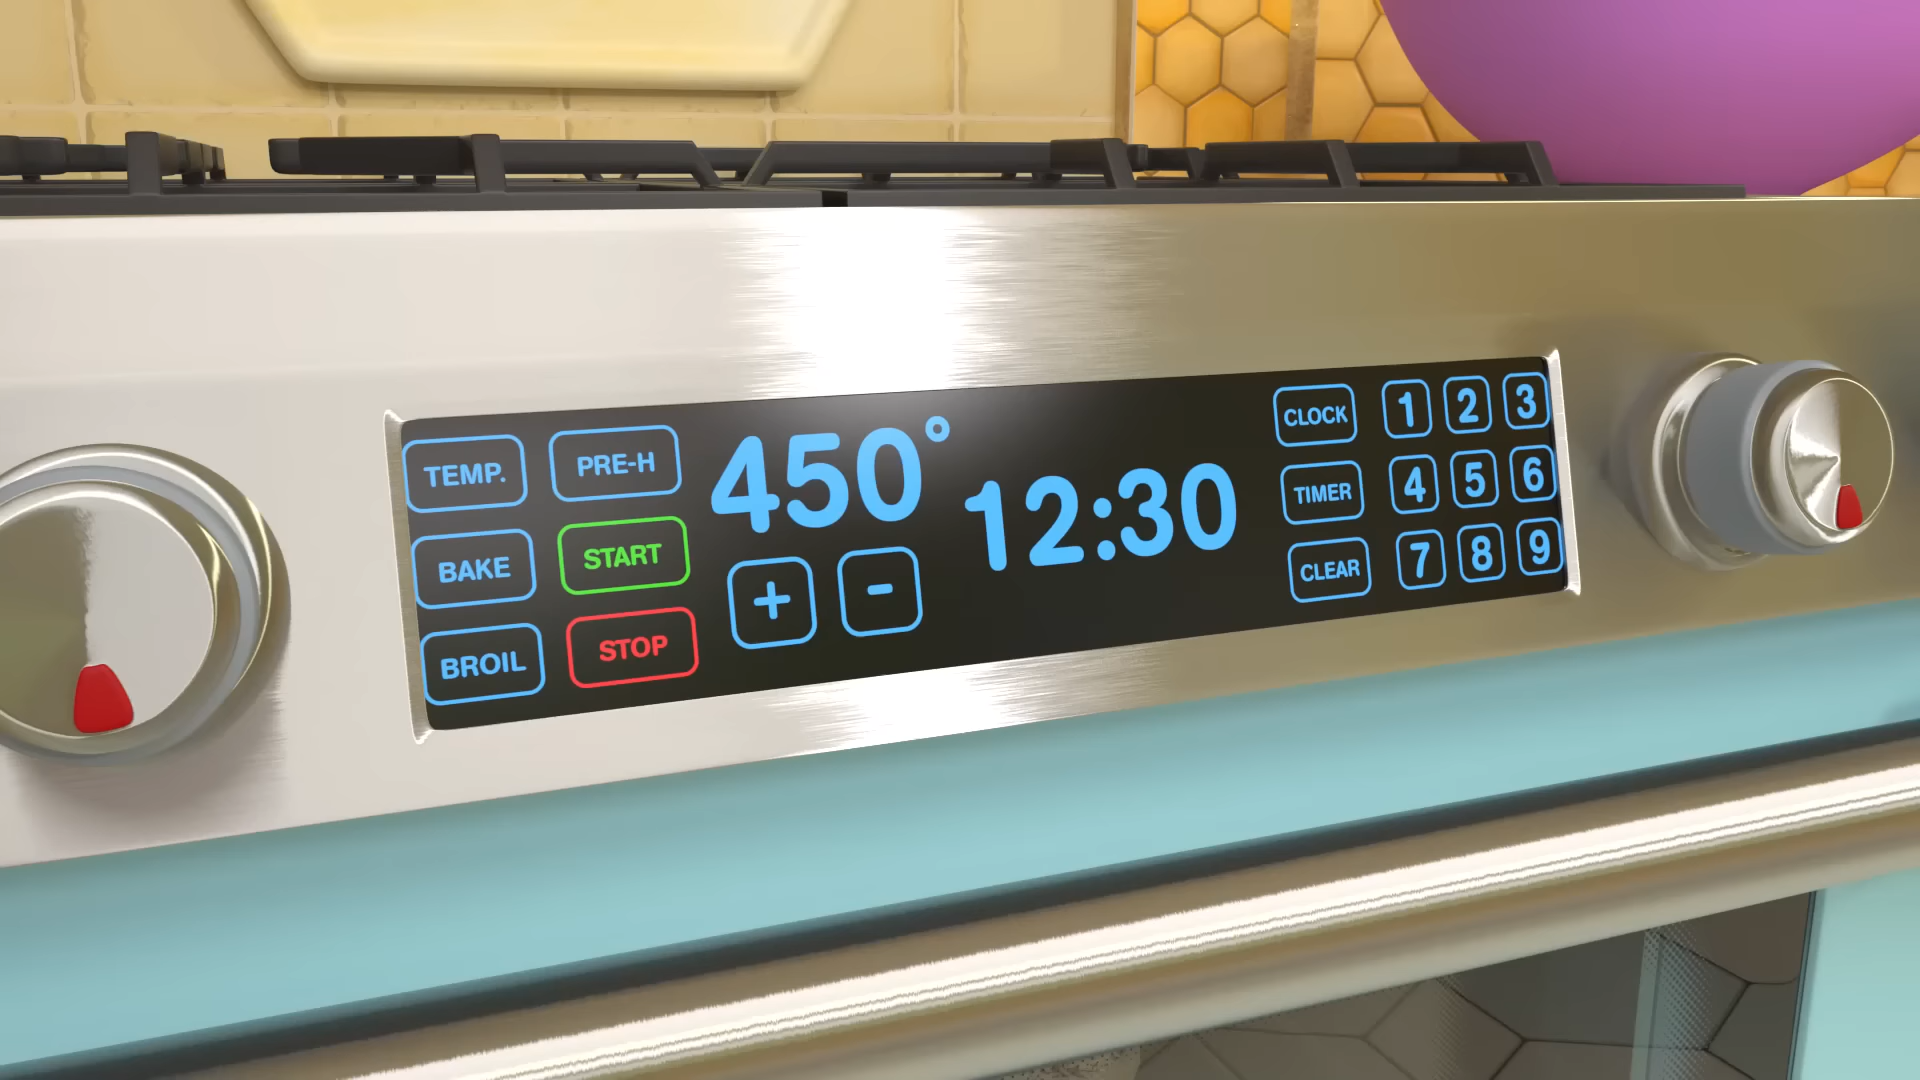 TEMP. PRE-H
BAKE START
BROIL STOP
450°
+ -
12:30
CLOCK 1 2 3
TIMER 4 5 6
CLEAR 7 8 9